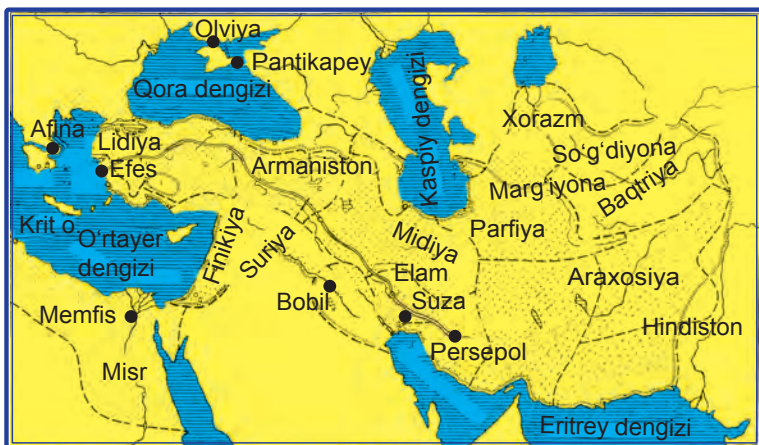 Olviya
Pantikapey
Qora dengizi
Kaspiy dengizi
Xorazm
Afina
Lidiya
Efes
Armaniston
So‘g‘diyona
Marg‘iyona
Baqtriya
Krit o.
O‘rtayer
dengizi
Finikiya
Suriya
Midiya
Parfiya
Elam
Araxosiya
Bobil
Suza
Memfis
Hindiston
Persepol
Misr
Eritrey dengizi